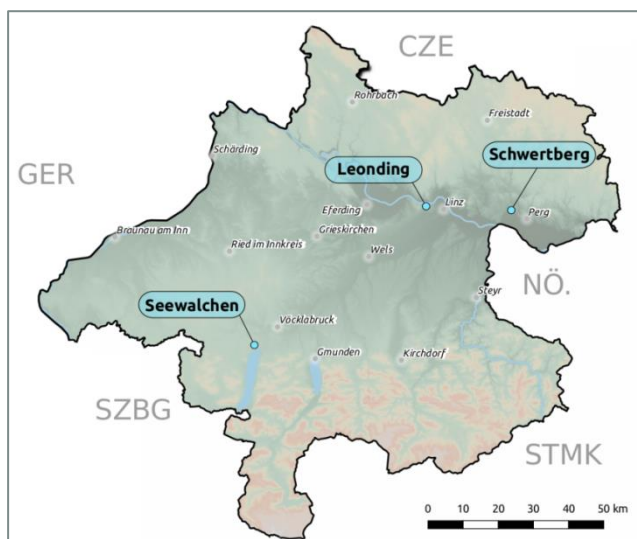 CZE
Rohrbach
Freistadt
Schärding
GER
Leonding
Schwertberg
Eferding
Linz
Perg
Braunau am Inn
Ried im Innkreis
Grieskirchen
Wels
NÖ.
Steyr
Seewalchen
Vöcklabruck
Gmunden
Kirchdorf
SZBG
STMK
0 10 20 30 40 50 km